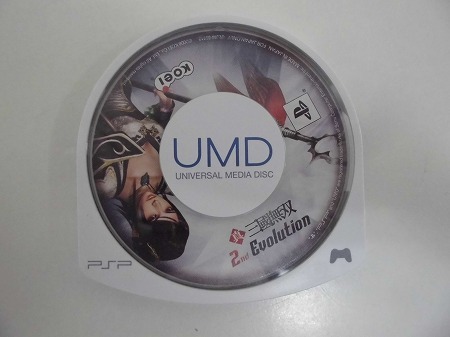 KOEI
UMD
UNIVERSAL MEDIA DISC
真・三國無双
2nd Evolution
PSP